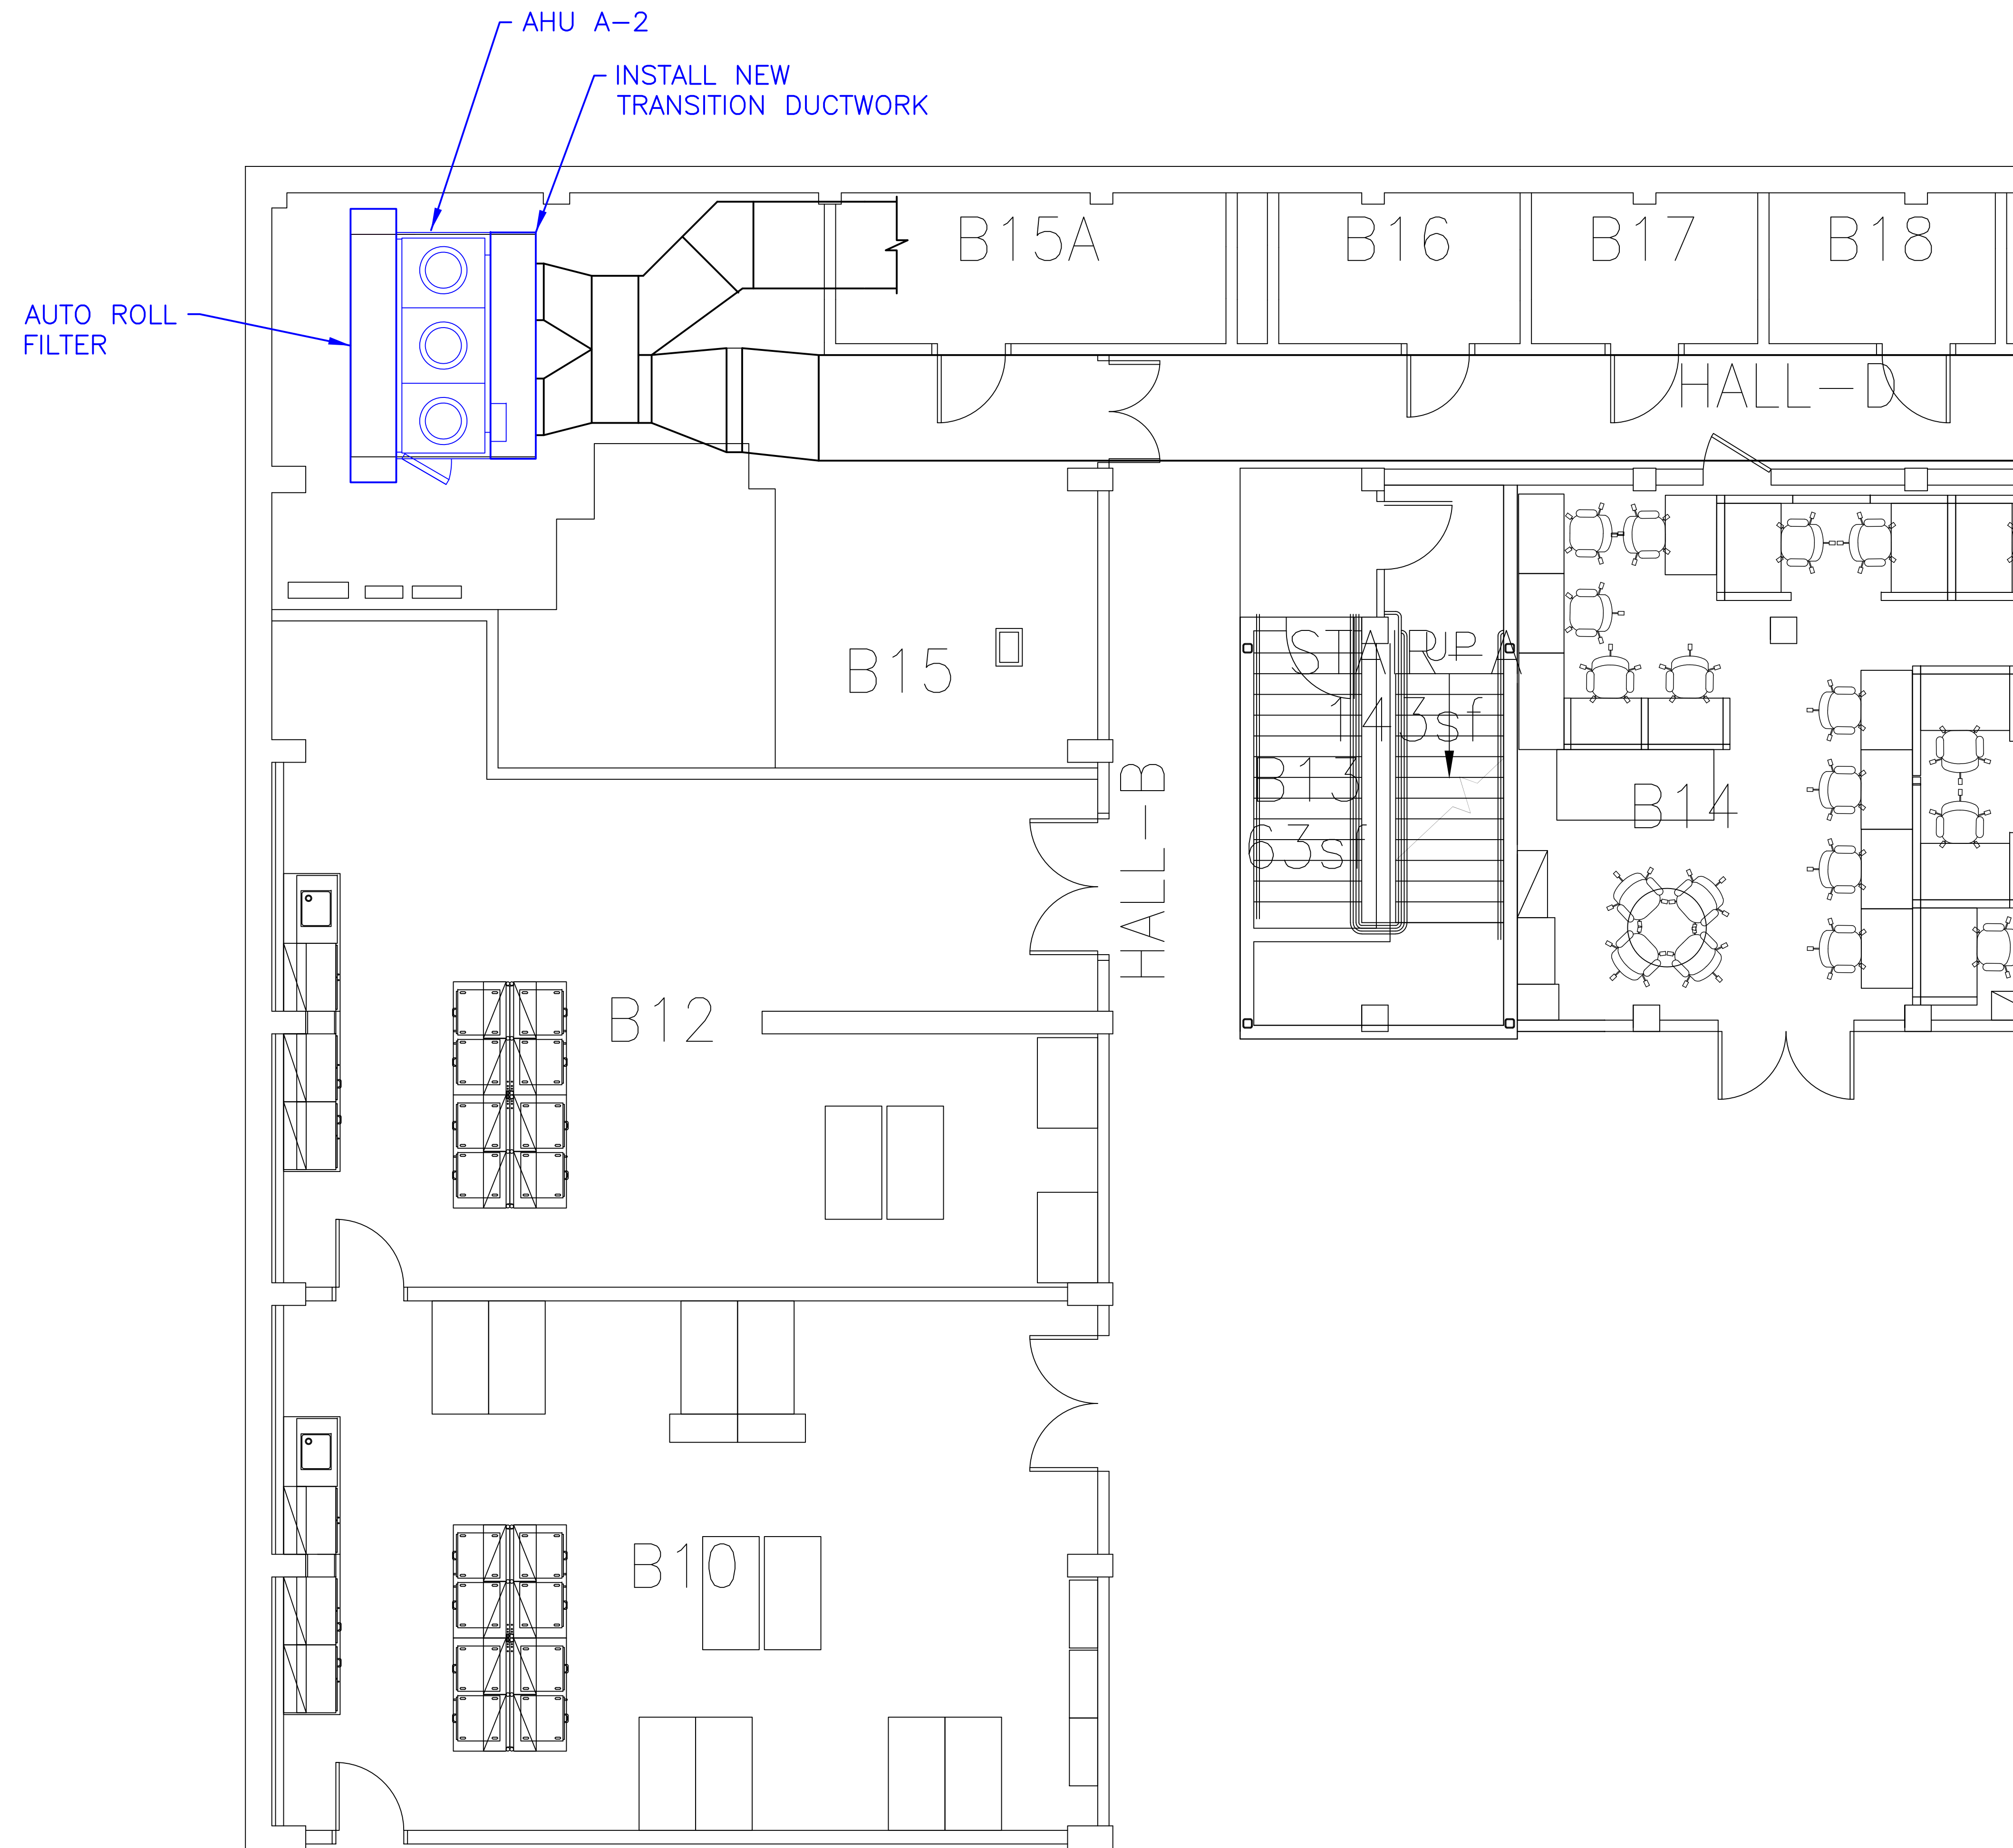 AHU A-2
INSTALL NEW
TRANSITION DUCTWORK
AUTO ROLL
FILTER
B15A
B16
B17
B18
HALL-D
B15
STAIR A
UP
143sf
B13
63sf
HALL-B
B14
B12
B10